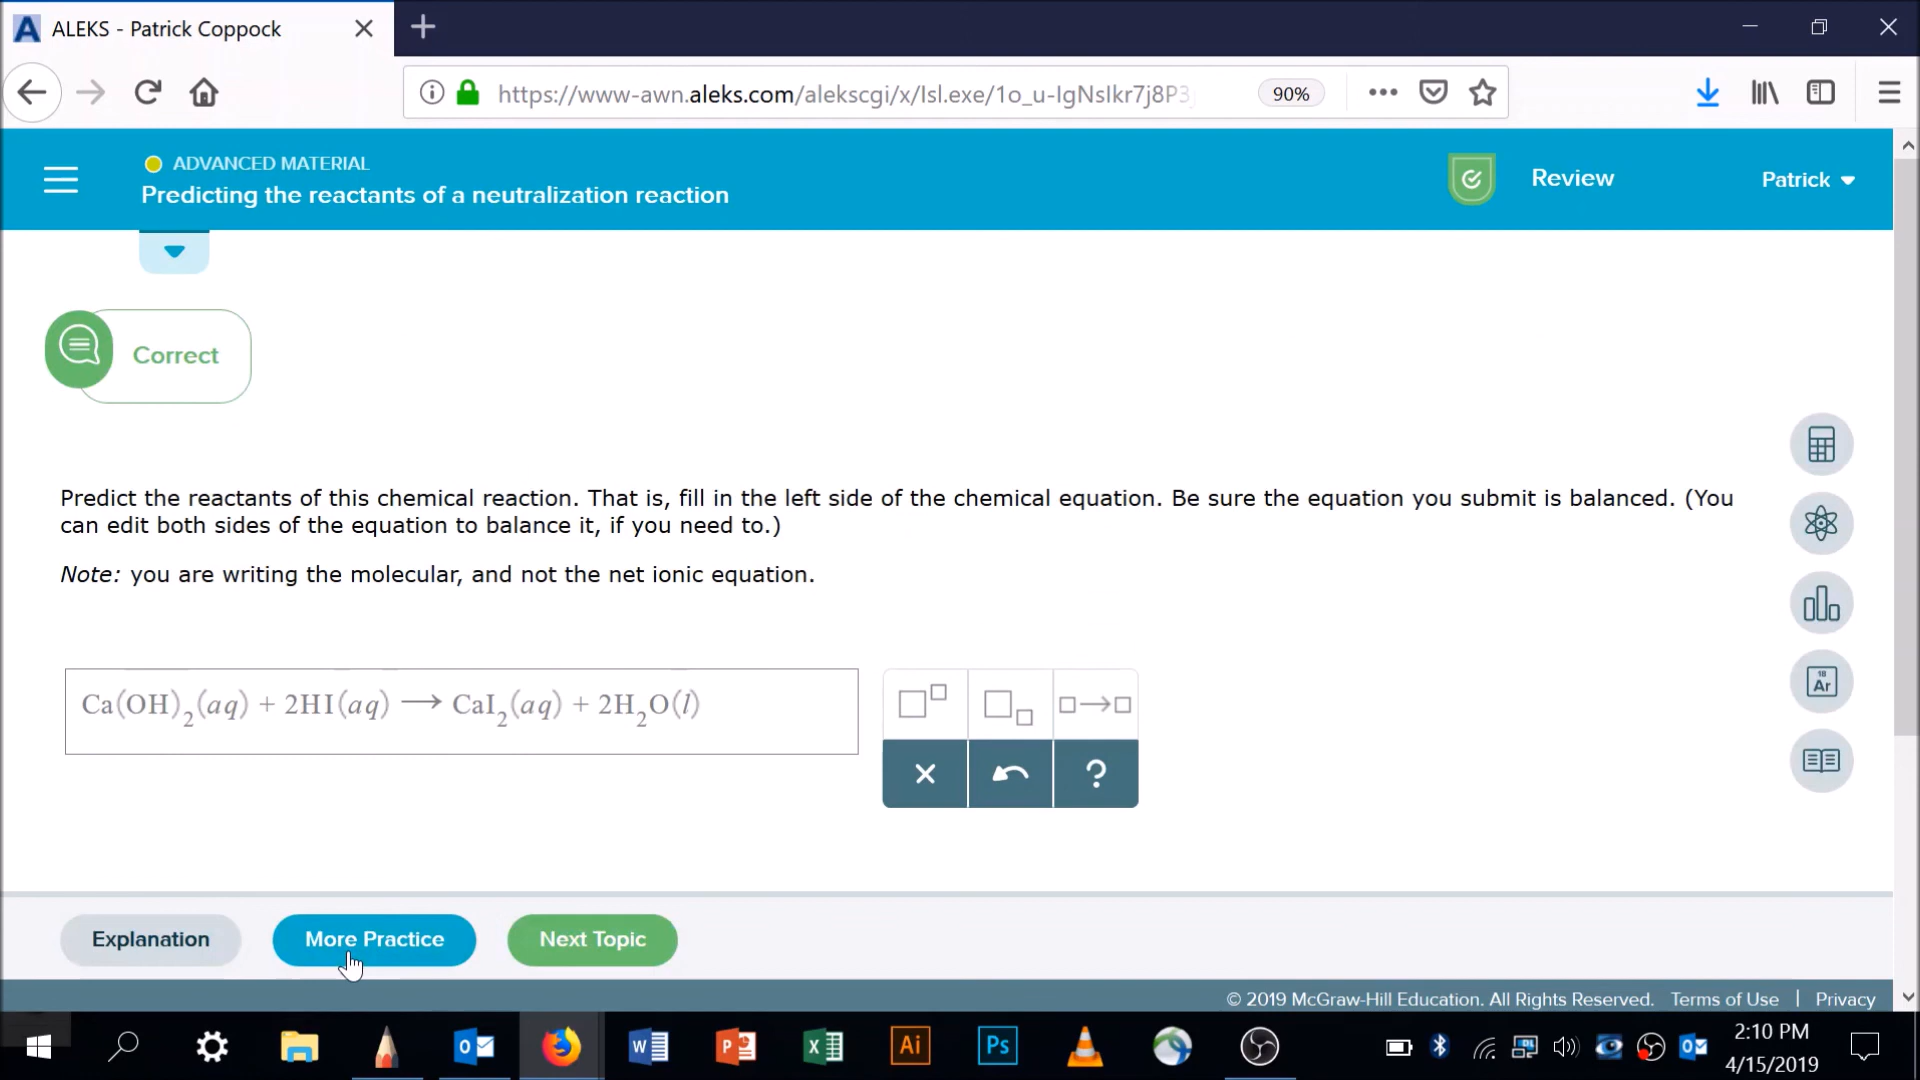 ALEKS - Patrick Coppock
https://www-awn.aleks.com/alekscgi/x/Isl.exe/1o_u-IgNsIkr7j8P3j
90%
ADVANCED MATERIAL
Predicting the reactants of a neutralization reaction
Review
Patrick
Correct
Predict the reactants of this chemical reaction. That is, fill in the left side of the chemical equation. Be sure the equation you submit is balanced. (You
can edit both sides of the equation to balance it, if you need to.)
Note: you are writing the molecular, and not the net ionic equation.
Ca(OH)₂(aq) + 2HI(aq) ⟶ CaI₂(aq) + 2H₂O(l)
18
Ar
Explanation
More Practice
Next Topic
© 2019 McGraw-Hill Education. All Rights Reserved. Terms of Use | Privacy
2:10 PM
4/15/2019